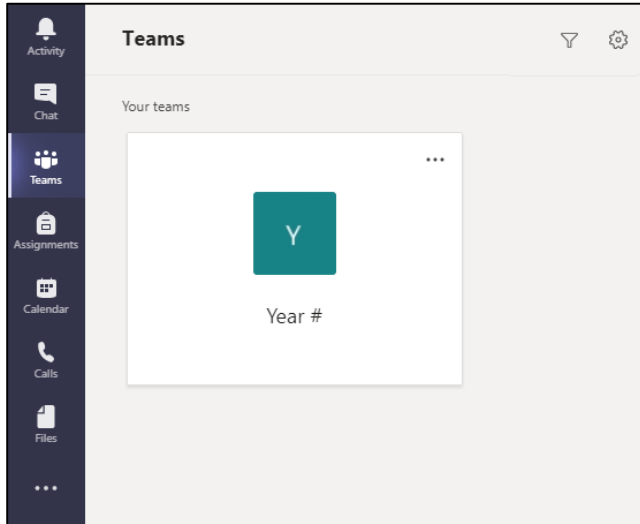 Activity
Chat
Teams
Assignments
Calendar
Calls
Files
Teams
Your teams
Y
Year #